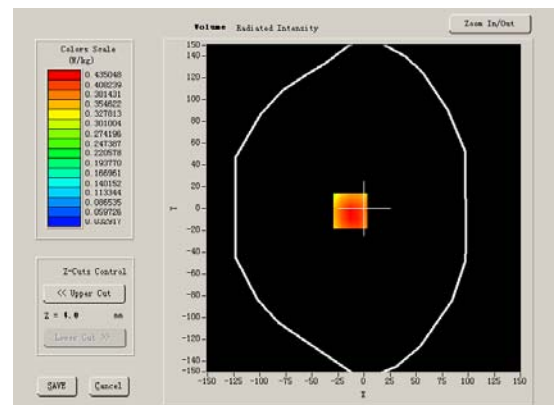 Volume Radiated Intensity
Zoom In/Out
Colors Scale
(W/kg)
0.435048
0.408239
0.381431
0.354622
0.327813
0.301004
0.274196
0.247387
0.220578
0.193770
0.166961
0.140152
0.113344
0.086535
0.059726
Z-Cuts Control
<< Upper Cut
Z = 4.0 mm
Lower Cut >>
SAVE
Cancel
150
140
120
100
80
60
40
20
0
-20
-40
-60
-80
-100
-120
-140
-150
Y
-150 -125 -100 -75 -50 -25 0 25 50 75 100 125 150
X